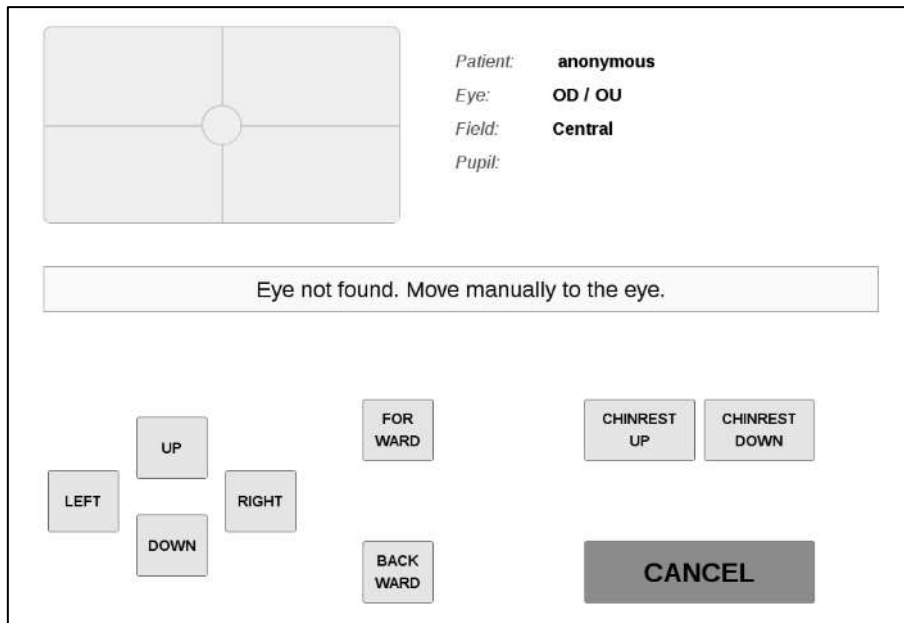 Patient: anonymous
Eye: OD / OU
Field: Central
Pupil:
Eye not found. Move manually to the eye.
UP
LEFT
RIGHT
DOWN
FOR
WARD
BACK
WARD
CHINREST
UP
CHINREST
DOWN
CANCEL